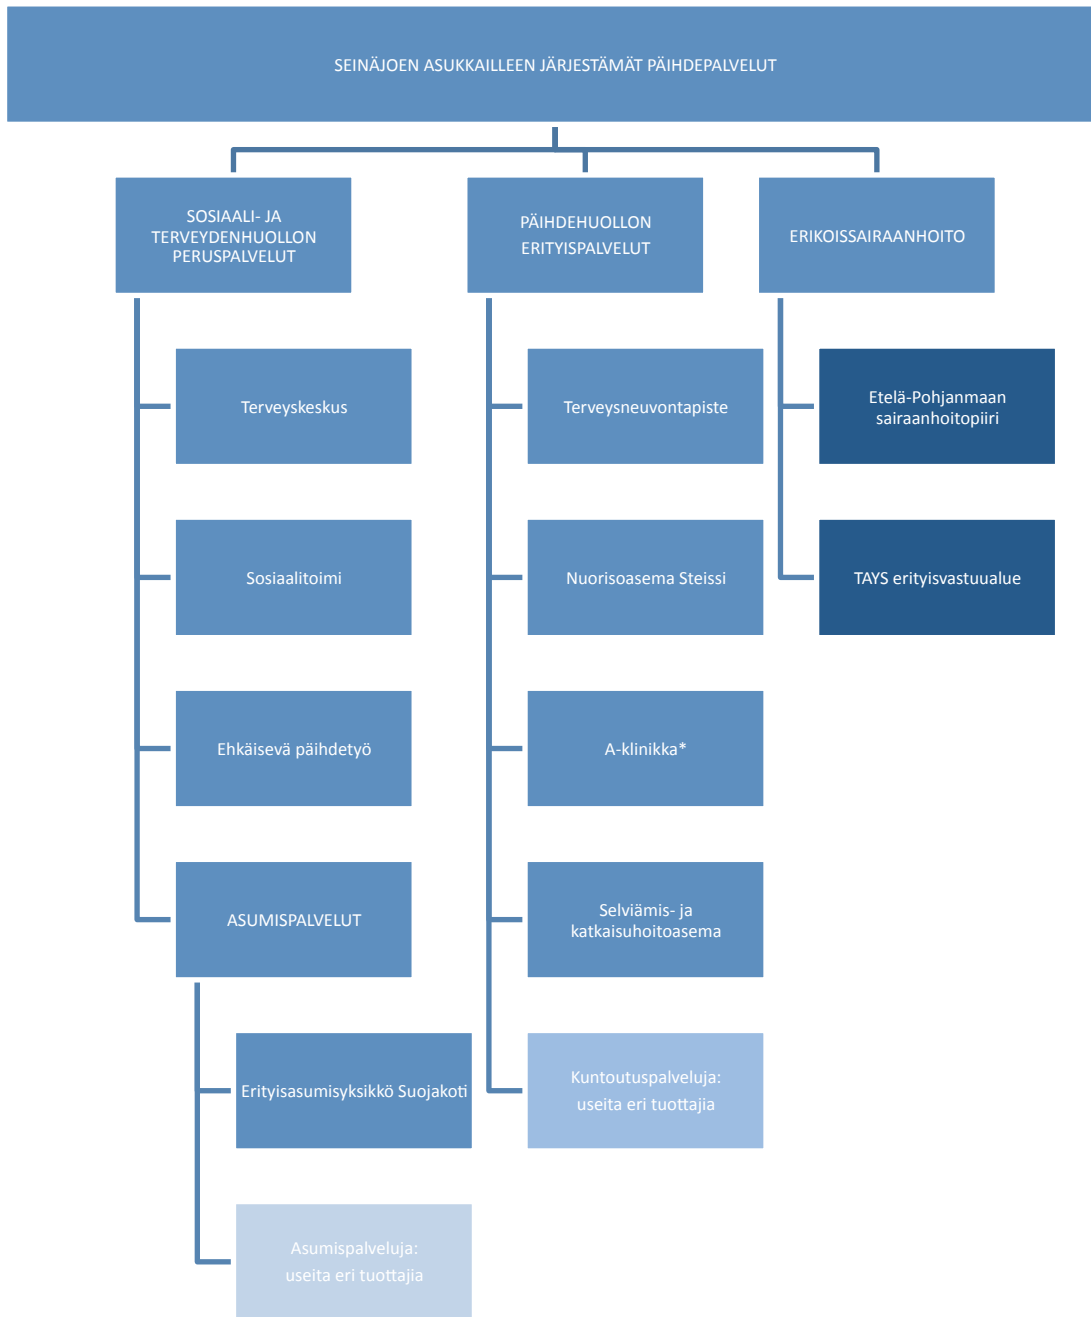 SEINÄJOEN ASUKKAILLEEN JÄRJESTÄMÄT PÄIHDEPALVELUT
SOSIAALI- JA
TERVEYDENHUOLLON
PERUSPALVELUT
PÄIHDEHUOLLON
ERITYISPALVELUT
ERIKOISSAIRAANHOITO
Terveyskeskus
Terveysneuvontapiste
Etelä-Pohjanmaan
sairaanhoitopiiri
Sosiaalitoimi
Nuorisoasema Steissi
TAYS erityisvastuualue
Ehkäisevä päihdetyö
A-klinikka*
ASUMISPALVELUT
Selviämis- ja
katkaisuhoitoasema
Erityisasumisyksikkö Suojakoti
Kuntoutuspalveluja:
useita eri tuottajia
Asumispalveluja:
useita eri tuottajia